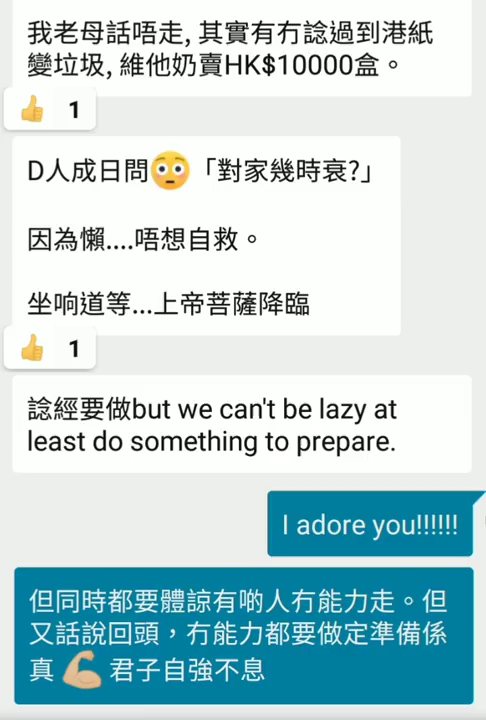 我老母話唔走, 其實有冇諗過到港紙
變垃圾, 維他奶賣HK$10000盒。
👍 1
D人成日問😳「對家幾時衰?」
因為懶....唔想自救。
坐响道等...上帝菩薩降臨
👍 1
諗經要做but we can't be lazy at
least do something to prepare.
I adore you!!!!!!
但同時都要體諒有啲人冇能力走。但
又話說回頭，冇能力都要做定準備係
真 💪 君子自強不息